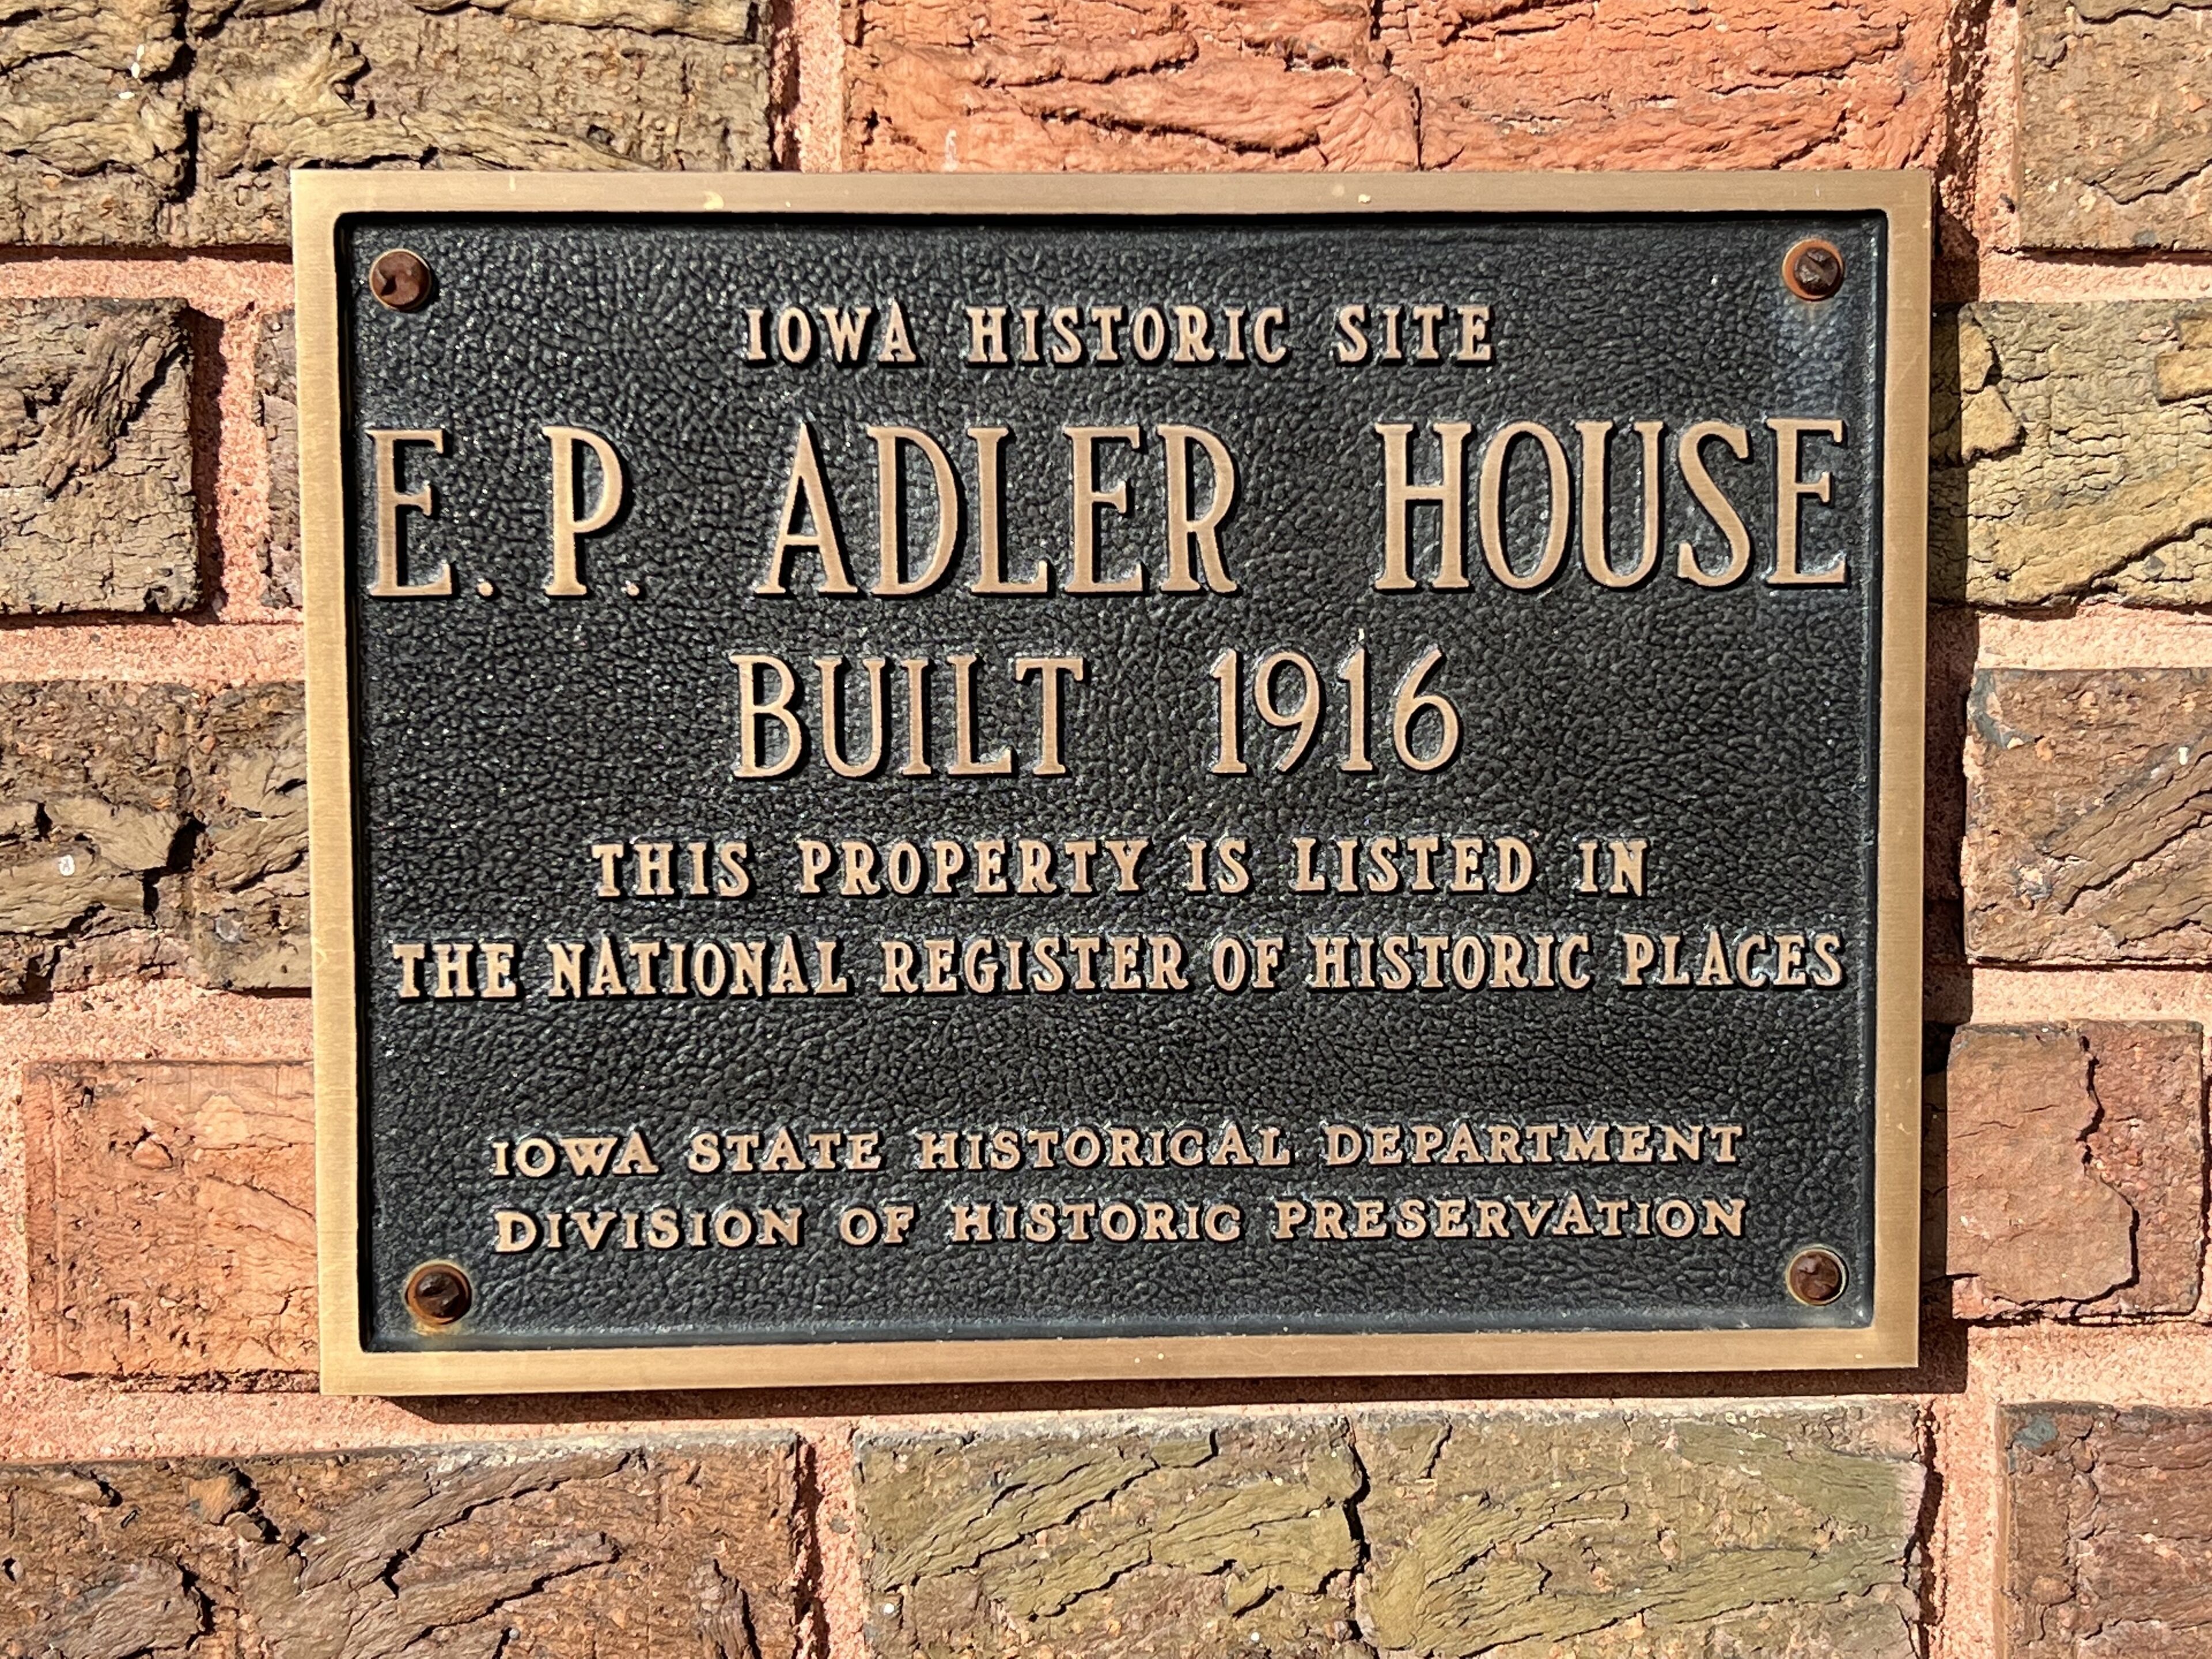 IOWA HISTORIC SITE
E. P. ADLER HOUSE
BUILT 1916
THIS PROPERTY IS LISTED IN
THE NATIONAL REGISTER OF HISTORIC PLACES
IOWA STATE HISTORICAL DEPARTMENT
DIVISION OF HISTORIC PRESERVATION